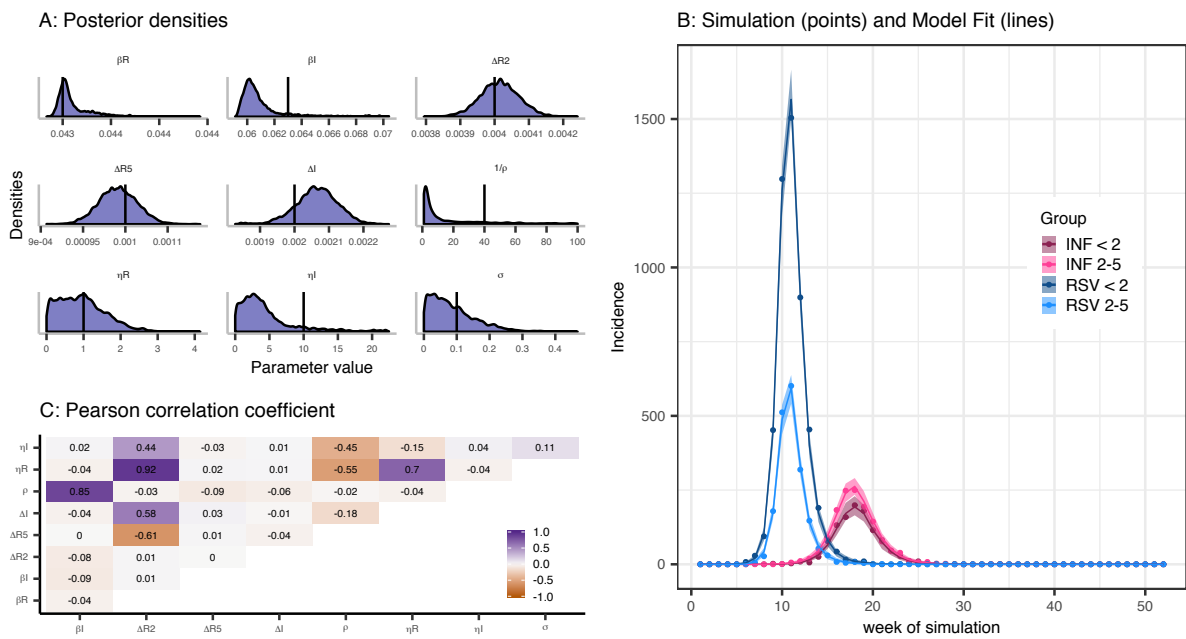 A: Posterior densities
βR
βI
ΔR2
0.043 0.044 0.044 0.044
0.06 0.062 0.064 0.066 0.068 0.07
0.0038 0.0039 0.004 0.0041 0.0042
ΔR5
ΔI
1/ρ
9e-04 0.00095 0.001 0.0011
0.0019 0.002 0.0021 0.0022
0 20 40 60 80 100
ηR
ηI
σ
0 1 2 3 4
0 5 10 15 20
0 0.1 0.2 0.3 0.4
Densities
Parameter value
C: Pearson correlation coefficient
ηI 0.02 0.44 -0.03 0.01 -0.45 -0.15 0.04 0.11
ηR -0.04 0.92 0.02 0.01 -0.55 0.7 -0.04
ρ 0.85 -0.03 -0.09 -0.06 -0.02 -0.04
ΔI -0.04 0.58 0.03 -0.01 -0.18
ΔR5 0 -0.61 0.01 -0.04
ΔR2 -0.08 0.01 0
βI -0.09 0.01
βR -0.04
βI ΔR2 ΔR5 ΔI ρ ηR ηI σ
1.0
0.5
0.0
-0.5
-1.0
B: Simulation (points) and Model Fit (lines)
Incidence
1500
1000
500
0
0 10 20 30 40 50
week of simulation
Group
INF < 2
INF 2-5
RSV < 2
RSV 2-5